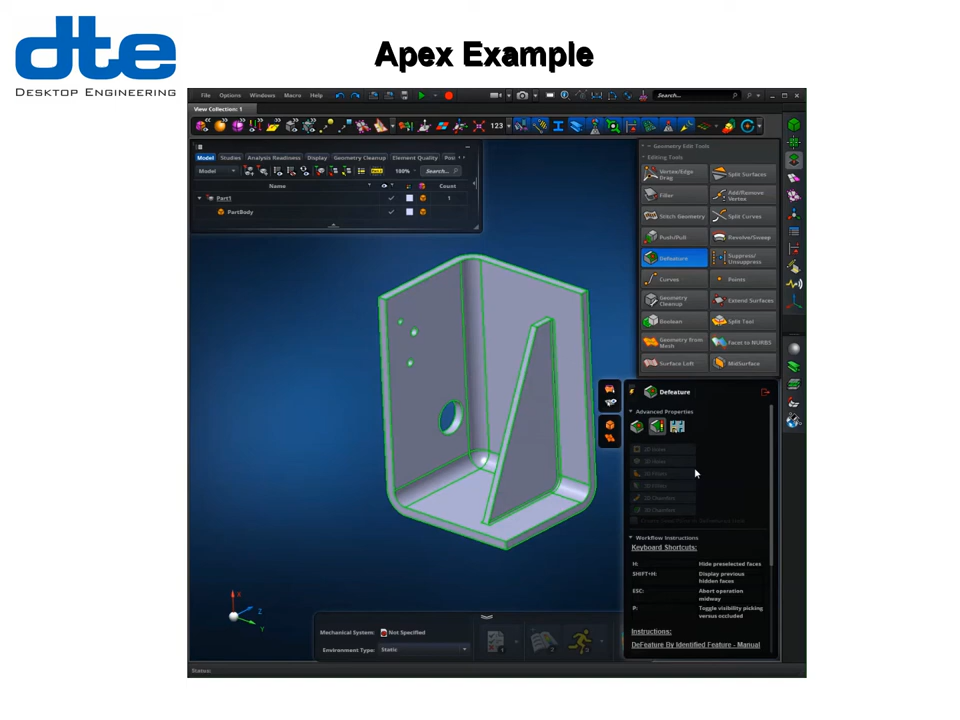 dte
DESKTOP ENGINEERING
Apex Example
File Options Windows Macro Help Search...
View Collection: 1
123
Model Studies Analysis Readiness Display Geometry Cleanup Element Quality
Model 100% Search...
Name Count
Part1 1
PartBody
Geometry Edit Tools
Editing Tools
Vertex/Edge Drag
Split Surfaces
Filler
Add/Remove Vertex
Stitch Geometry
Split Curves
Push/Pull
Revolve/Sweep
Defeature
Suppress/Unsuppress
Curves
Points
Geometry Cleanup
Extend Surfaces
Boolean
Split Tool
Geometry from Mesh
Facet to NURBS
Surface Loft
MidSurface
Defeature
Advanced Properties
Workflow Instructions
Keyboard Shortcuts:
H: Hide preselected faces
SHIFT+H: Display previous hidden faces
ESC: Abort operation midway
P: Toggle visibility picking versus occluded
Instructions:
DeFeature By Identified Feature - Manual
X
Z
Y
Mechanical System: Not Specified
Environment Type: Static
Status: